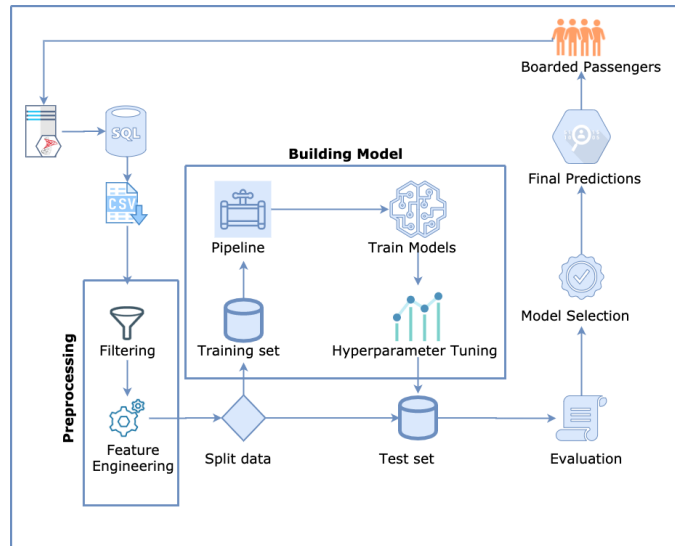 Boarded Passengers
SQL
Building Model
CSV
Final Predictions
Pipeline
Train Models
Model Selection
Preprocessing
Filtering
Training set
Hyperparameter Tuning
Feature
Engineering
Split data
Test set
Evaluation